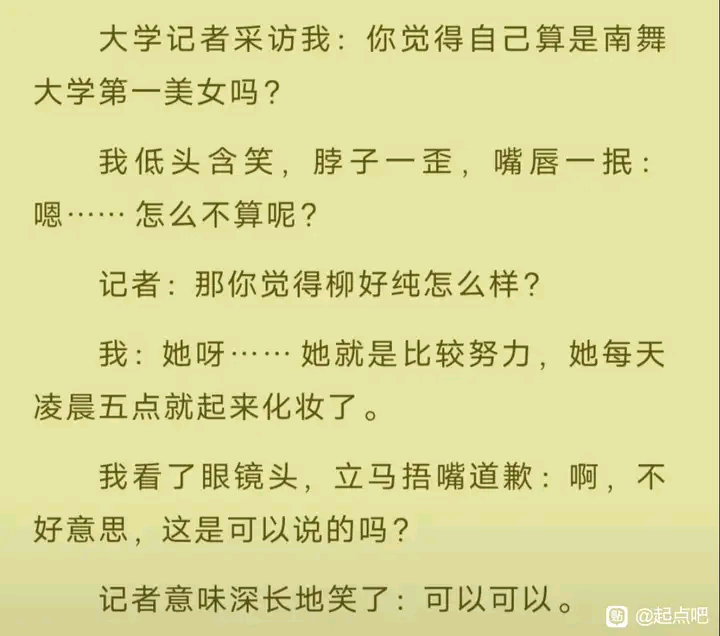 大学记者采访我：你觉得自己算是南舞
大学第一美女吗？
我低头含笑，脖子一歪，嘴唇一抿：
嗯……怎么不算呢？
记者：那你觉得柳好纯怎么样？
我：她呀……她就是比较努力，她每天
凌晨五点就起来化妆了。
我看了眼镜头，立马捂嘴道歉：啊，不
好意思，这是可以说的吗？
记者意味深长地笑了：可以可以。
贴 @起点吧